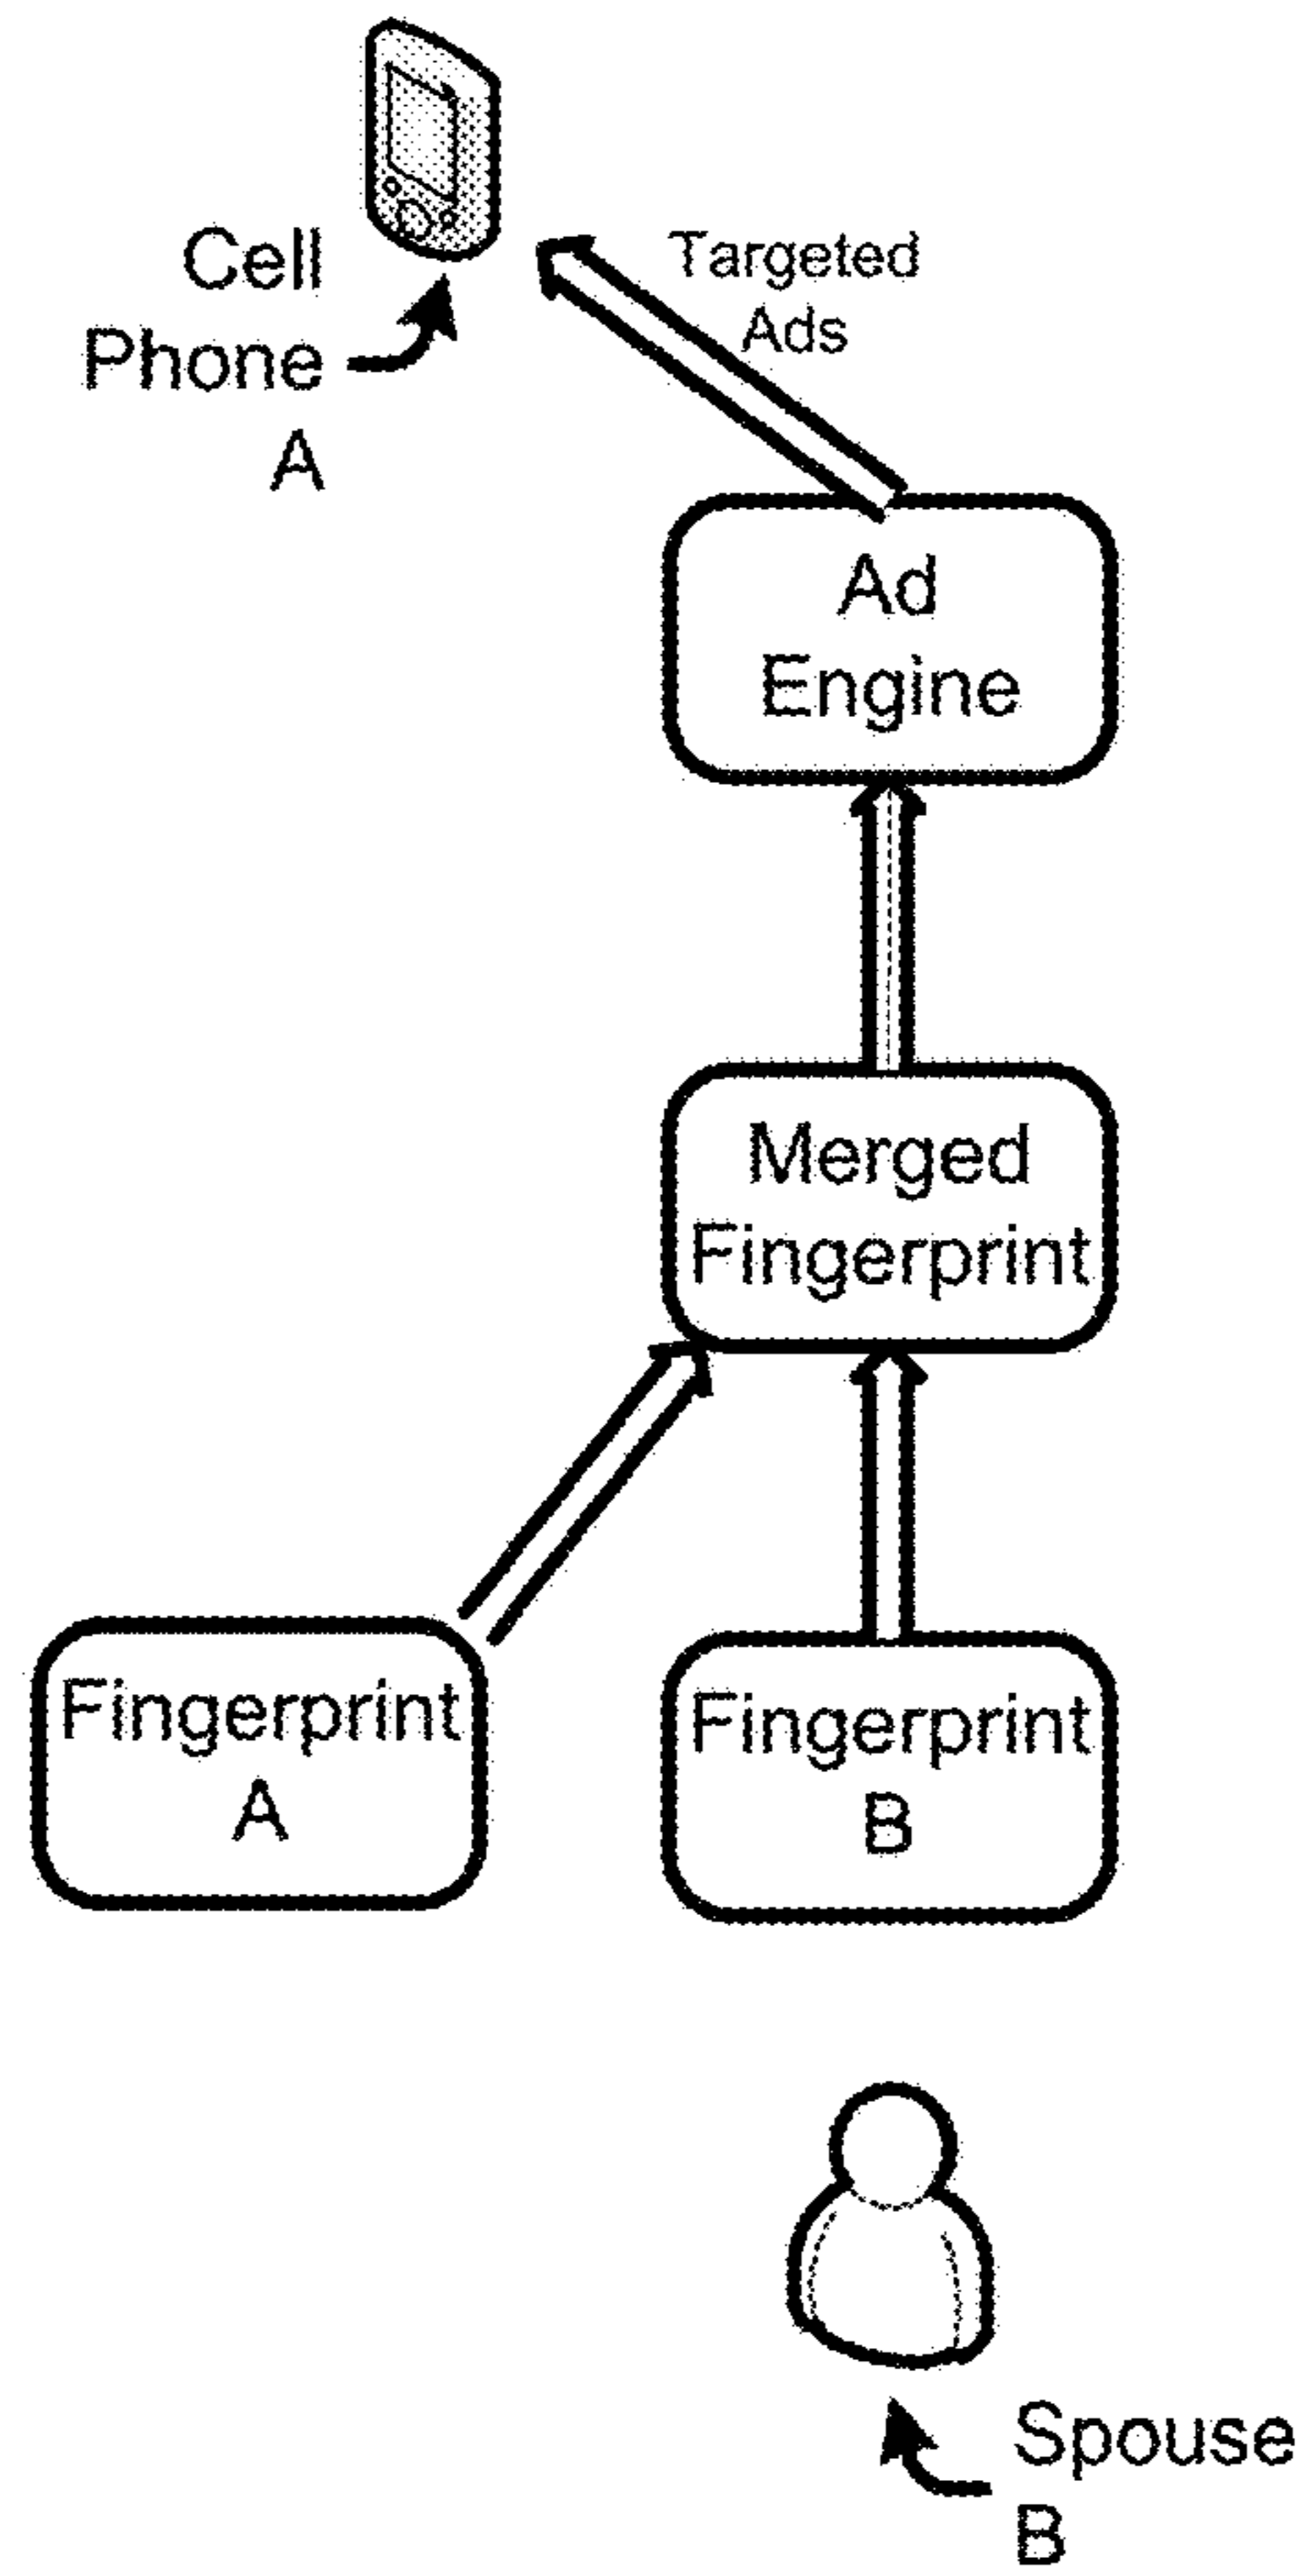 Cell
Phone
A
Targeted
Ads
Ad
Engine
Merged
Fingerprint
Fingerprint
A
Fingerprint
B
Spouse
B